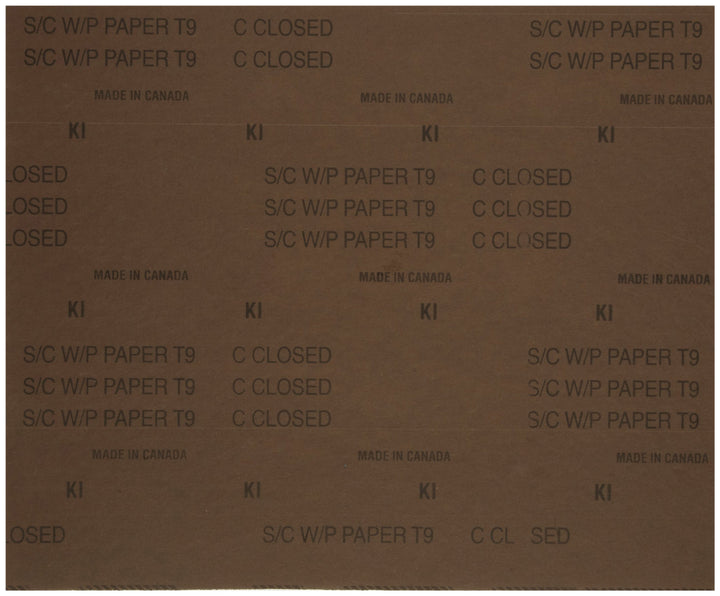 S/C W/P PAPER T9 C CLOSED S/C W/P PAPER T9
S/C W/P PAPER T9 C CLOSED S/C W/P PAPER T9
MADE IN CANADA MADE IN CANADA MADE IN CANADA
KI KI KI KI
LOSED S/C W/P PAPER T9 C CLOSED
LOSED S/C W/P PAPER T9 C CLOSED
LOSED S/C W/P PAPER T9 C CLOSED
MADE IN CANADA MADE IN CANADA MADE IN CANADA
KI KI KI KI
S/C W/P PAPER T9 C CLOSED S/C W/P PAPER T9
S/C W/P PAPER T9 C CLOSED S/C W/P PAPER T9
S/C W/P PAPER T9 C CLOSED S/C W/P PAPER T9
MADE IN CANADA MADE IN CANADA MADE IN CANADA
KI KI KI KI
LOSED S/C W/P PAPER T9 C CL SED